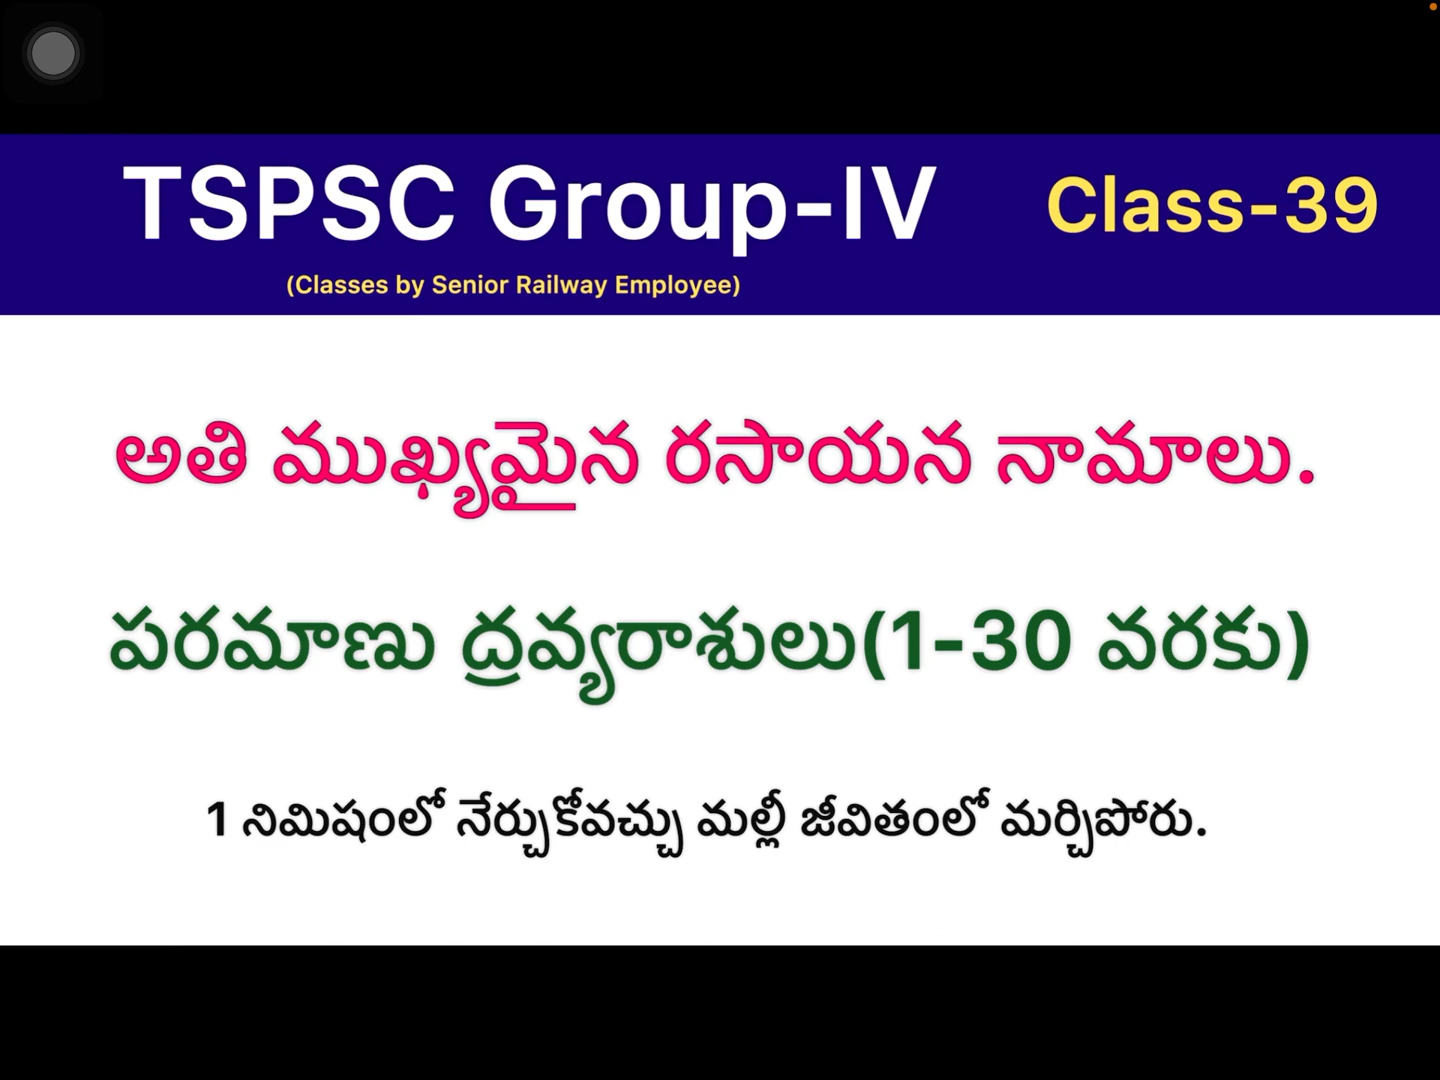 TSPSC Group-IV
Class-39
(Classes by Senior Railway Employee)
అతి ముఖ్యమైన రసాయన నామాలు.
పరమాణు ద్రవ్యరాశులు(1-30 వరకు)
1 నిమిషంలో నేర్చుకోవచ్చు మల్లీ జీవితంలో మర్చిపోరు.